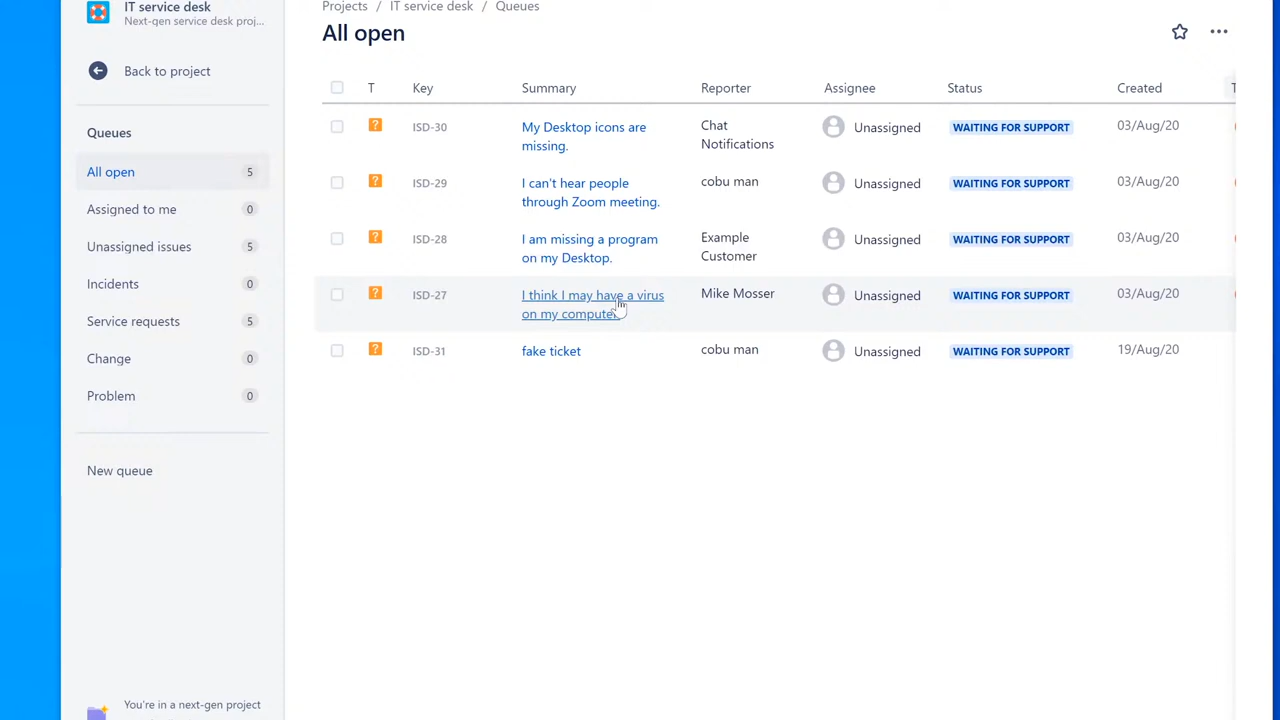 IT service desk
Next-gen service desk proj...
Back to project
Queues
All open 5
Assigned to me 0
Unassigned issues 5
Incidents 0
Service requests 5
Change 0
Problem 0
New queue
You're in a next-gen project
Projects / IT service desk / Queues
All open
T Key Summary Reporter Assignee Status Created
? ISD-30 My Desktop icons are missing. Chat Notifications Unassigned WAITING FOR SUPPORT 03/Aug/20
? ISD-29 I can't hear people through Zoom meeting. cobu man Unassigned WAITING FOR SUPPORT 03/Aug/20
? ISD-28 I am missing a program on my Desktop. Example Customer Unassigned WAITING FOR SUPPORT 03/Aug/20
? ISD-27 I think I may have a virus on my computer Mike Mosser Unassigned WAITING FOR SUPPORT 03/Aug/20
? ISD-31 fake ticket cobu man Unassigned WAITING FOR SUPPORT 19/Aug/20